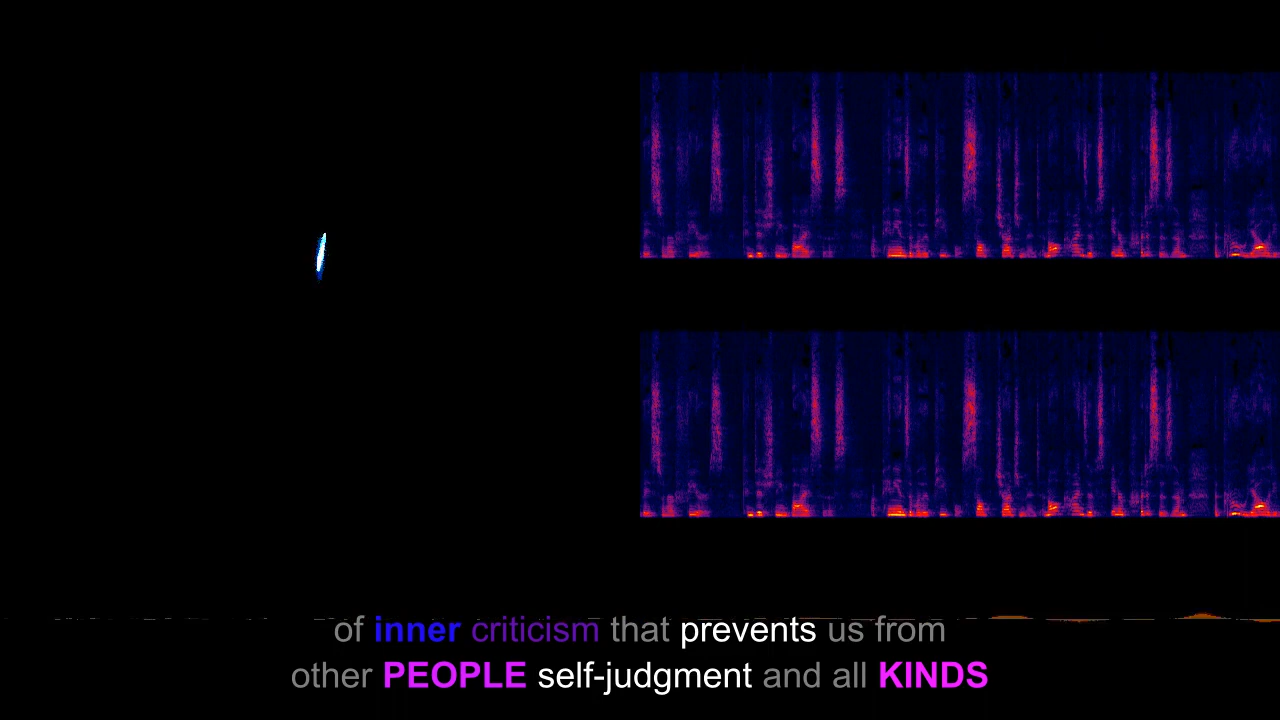 of inner criticism that prevents us from
other PEOPLE self-judgment and all KINDS